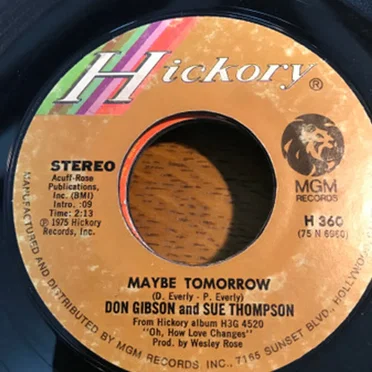 Hickory®
STEREO
Acuff-Rose
Publications,
Inc. (BMI)
Intro. :09
Time: 2:13
℗ 1975 Hickory
Records, Inc.
MGM
RECORDS
H 360
(75 N 6960)
MAYBE TOMORROW
(D. Everly - P. Everly)
DON GIBSON and SUE THOMPSON
From Hickory album H3G 4520
"Oh, How Love Changes"
Prod. by Wesley Rose
MANUFACTURED AND DISTRIBUTED BY MGM RECORDS, INC., 7165 SUNSET BLVD., HOLLYWO